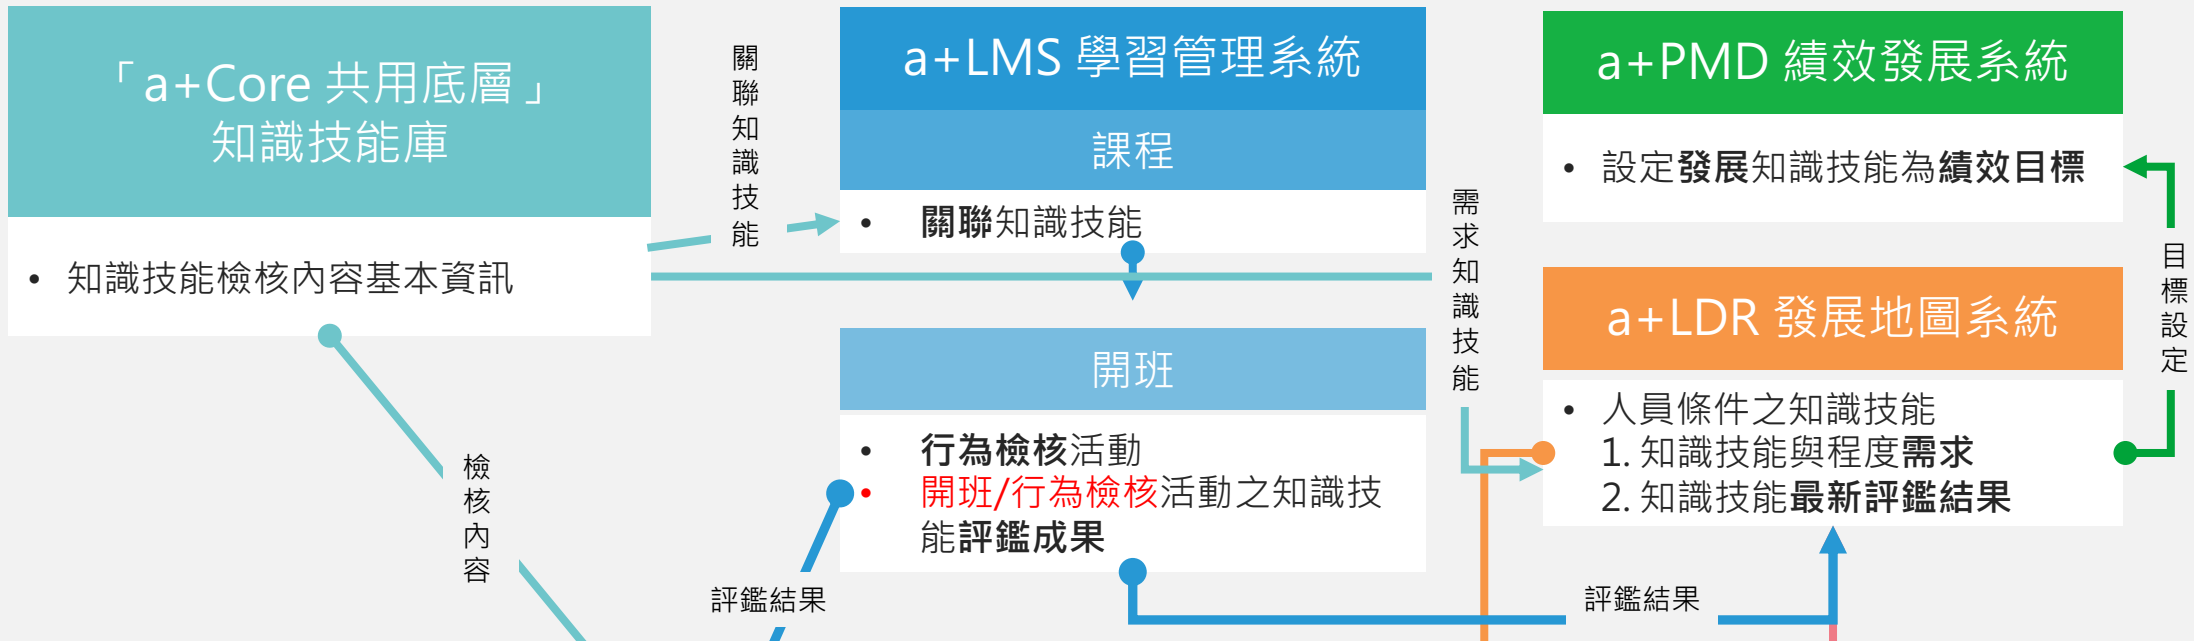 「a+Core 共用底層」
知識技能庫
• 知識技能檢核內容基本資訊
關聯知識技能
檢核內容
a+LMS 學習管理系統
課程
• 關聯知識技能
開班
• 行為檢核活動
• 開班/行為檢核活動之知識技
能評鑑成果
評鑑結果
需求知識技能
評鑑結果
a+PMD 績效發展系統
• 設定發展知識技能為績效目標
a+LDR 發展地圖系統
• 人員條件之知識技能
1. 知識技能與程度需求
2. 知識技能最新評鑑結果
目標設定